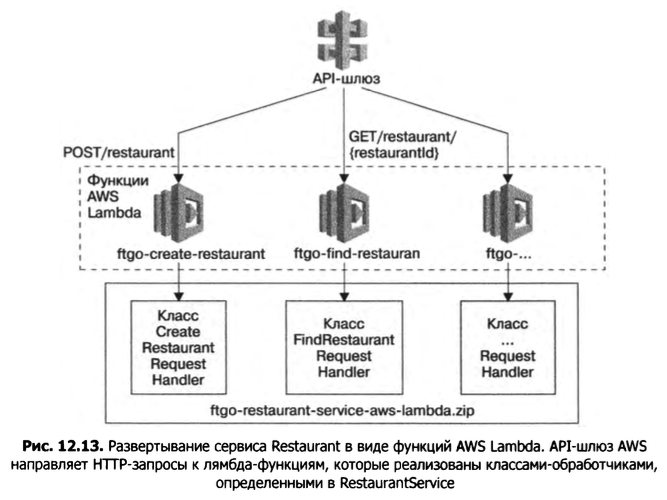 API-шлюз
POST/restaurant
GET/restaurant/
{restaurantId}
Функции
AWS
Lambda
ftgo-create-restaurant
ftgo-find-restauran
ftgo-...
Класс
Create
Restaurant
Request
Handler
Класс
FindRestaurant
Request
Handler
Класс
...
Request
Handler
ftgo-restaurant-service-aws-lambda.zip
Рис. 12.13. Развертывание сервиса Restaurant в виде функций AWS Lambda. API-шлюз AWS
направляет HTTP-запросы к лямбда-функциям, которые реализованы классами-обработчиками,
определенными в RestaurantService